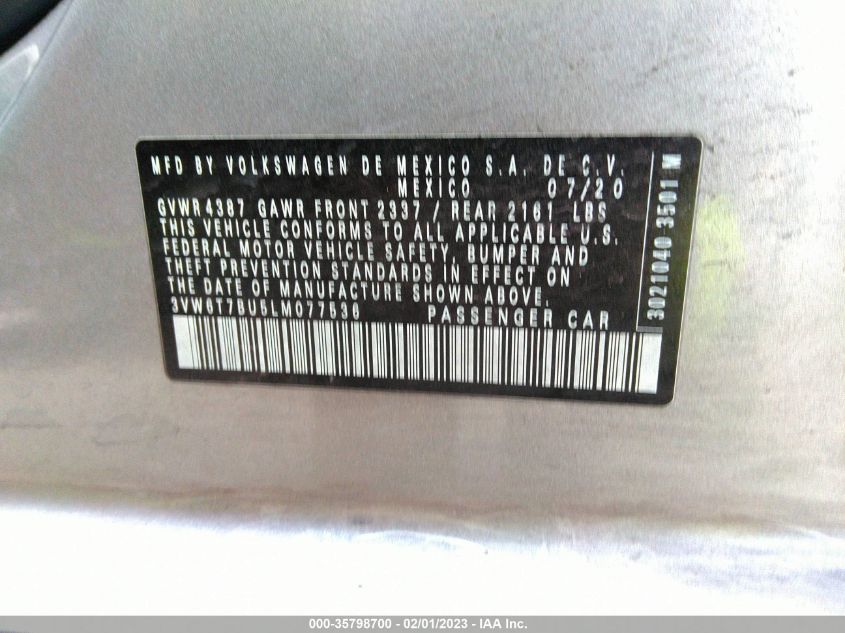 MFD BY VOLKSWAGEN DE MEXICO S.A. DE C.V.
MEXICO 07/20
GVWR 4387 GAWR FRONT 2337 / REAR 2161 LBS
THIS VEHICLE CONFORMS TO ALL APPLICABLE U.S.
FEDERAL MOTOR VEHICLE SAFETY, BUMPER AND
THEFT PREVENTION STANDARDS IN EFFECT ON
THE DATE OF MANUFACTURE SHOWN ABOVE.
3VW6T7BU5LM077536 PASSENGER CAR
3021040 3501 M
000-35798700 - 02/01/2023 - IAA Inc.